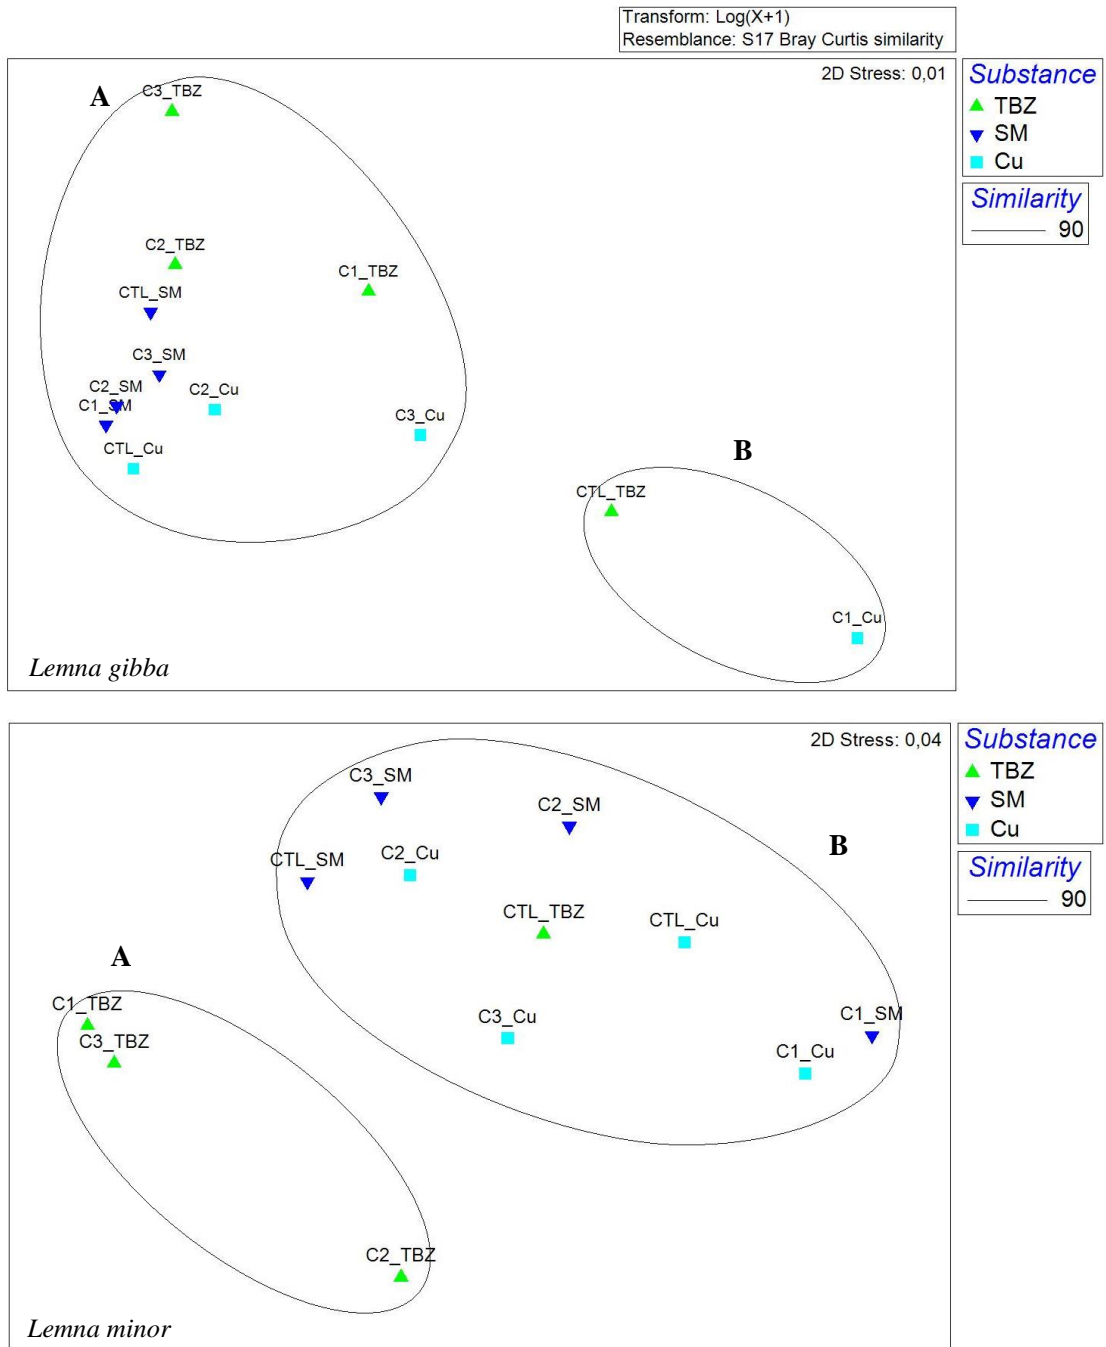 Transform: Log(X+1)
Resemblance: S17 Bray Curtis similarity
2D Stress: 0,01
Substance
TBZ
SM
Cu
Similarity
90
A
C3_TBZ
C2_TBZ
C1_TBZ
CTL_SM
C3_SM
C2_SM
C2_Cu
C1_SM
C3_Cu
CTL_Cu
B
CTL_TBZ
C1_Cu
Lemna gibba
2D Stress: 0,04
Substance
TBZ
SM
Cu
Similarity
90
C3_SM
C2_SM
B
C2_Cu
CTL_SM
CTL_TBZ
CTL_Cu
A
C1_TBZ
C3_TBZ
C3_Cu
C1_SM
C1_Cu
C2_TBZ
Lemna minor